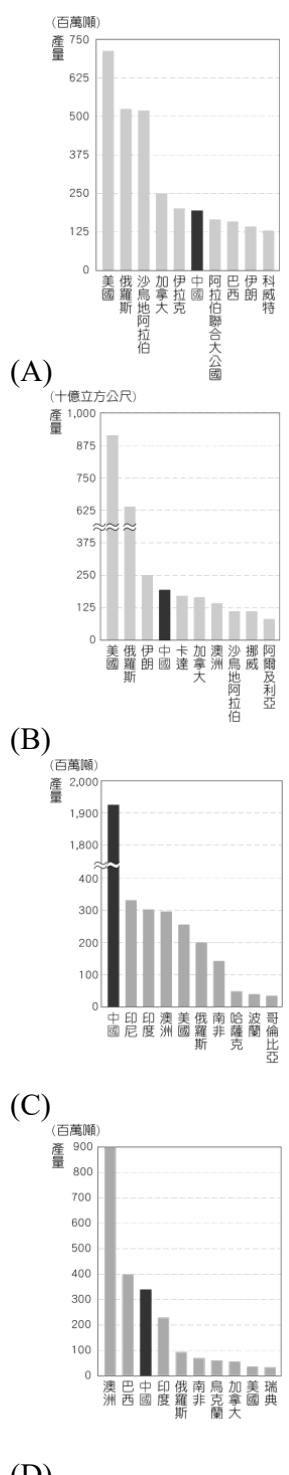 (百萬噸)
產量
750
625
500
375
250
125
0
美國 俄羅斯 沙烏地阿拉伯 加拿大 伊拉克 中國 阿拉伯聯合大公國 巴西 伊朗 科威特
(A)
(十億立方公尺)
產量
1,000
875
750
625
375
250
125
0
美國 俄羅斯 伊朗 中國 卡達 加拿大 澳洲 沙烏地阿拉伯 挪威 阿爾及利亞
(B)
(百萬噸)
產量
2,000
1,900
1,800
400
300
200
100
0
中國 印尼 印度 澳洲 美國 俄羅斯 南非 哈薩克 波蘭 哥倫比亞
(C)
(百萬噸)
產量
900
800
700
600
500
400
300
200
100
0
澳洲 巴西 中國 印度 俄羅斯 南非 烏克蘭 加拿大 美國 瑞典
(D)